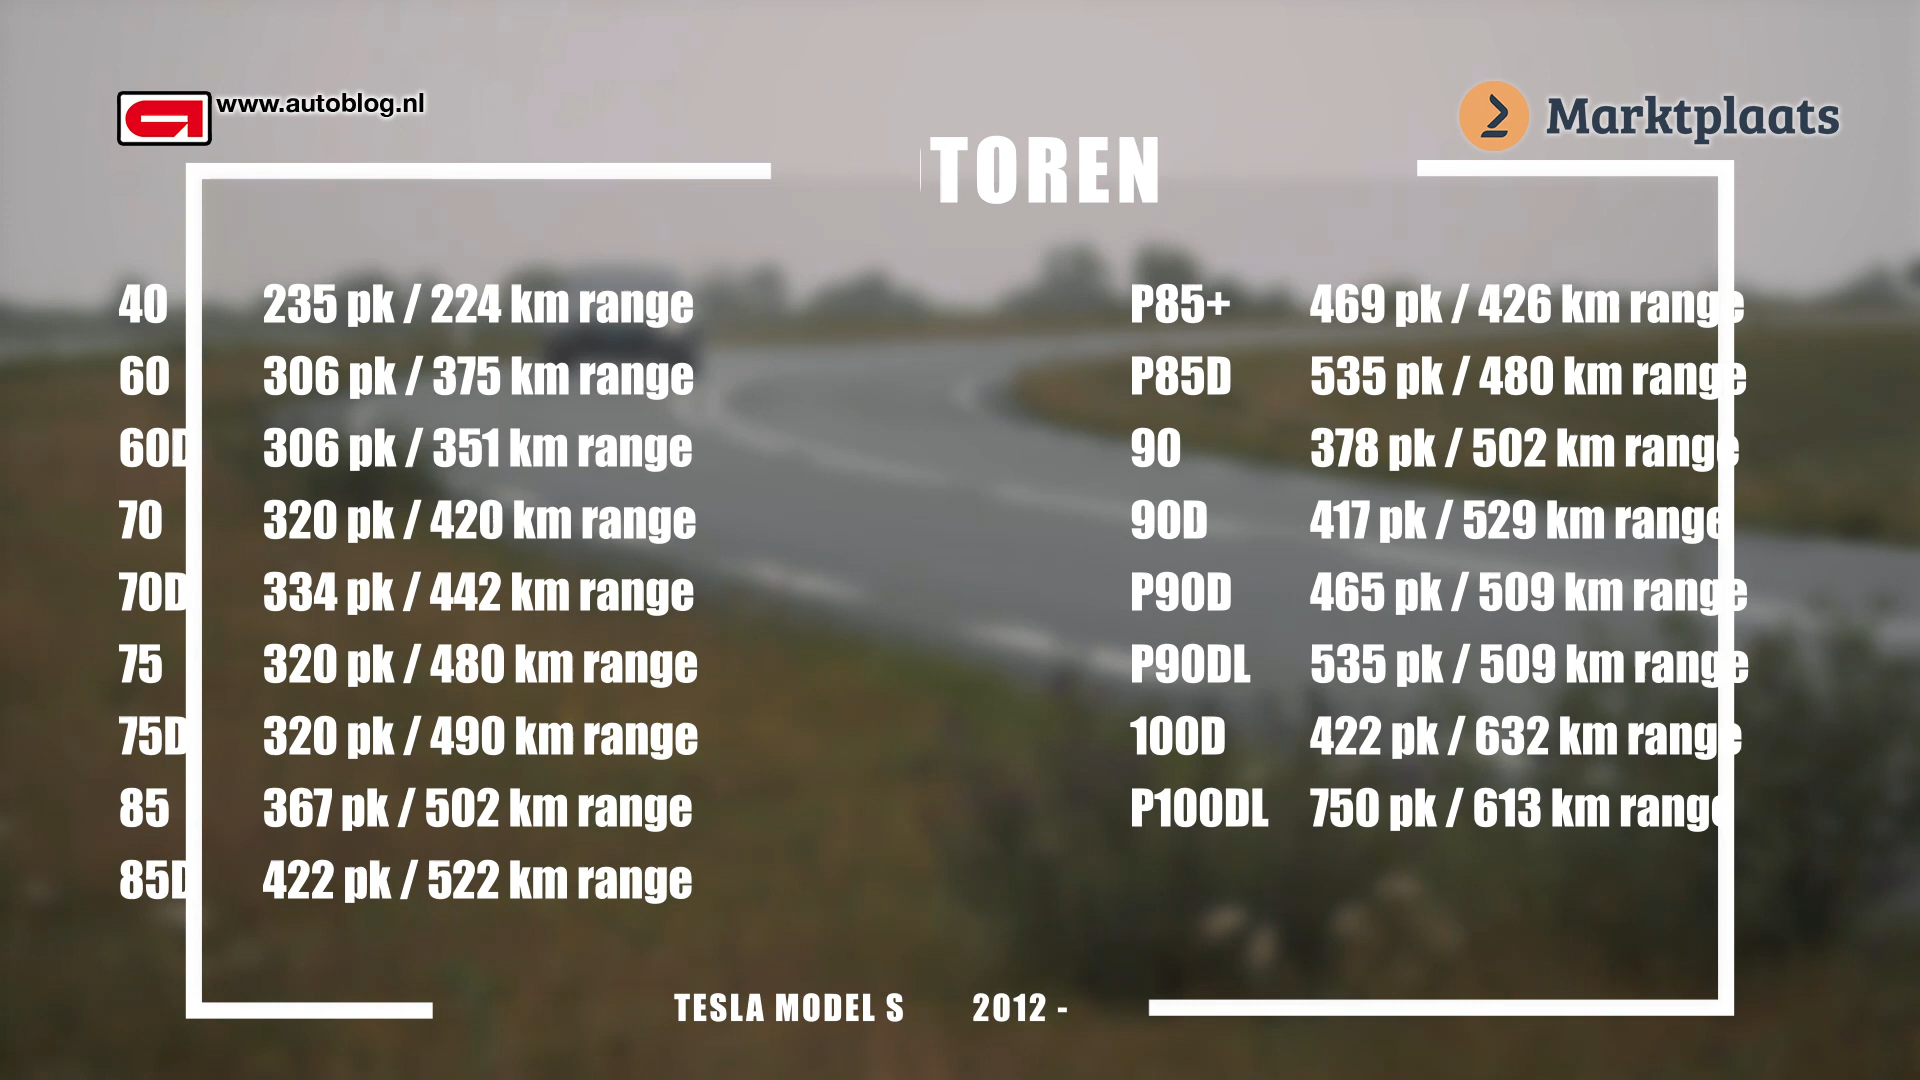 www.autoblog.nl
Marktplaats
TOREN
40 235 pk / 224 km range
60 306 pk / 375 km range
60D 306 pk / 351 km range
70 320 pk / 420 km range
70D 334 pk / 442 km range
75 320 pk / 480 km range
75D 320 pk / 490 km range
85 367 pk / 502 km range
85D 422 pk / 522 km range
P85+ 469 pk / 426 km range
P85D 535 pk / 480 km range
90 378 pk / 502 km range
90D 417 pk / 529 km range
P90D 465 pk / 509 km range
P90DL 535 pk / 509 km range
100D 422 pk / 632 km range
P100DL 750 pk / 613 km range
TESLA MODEL S 2012 -